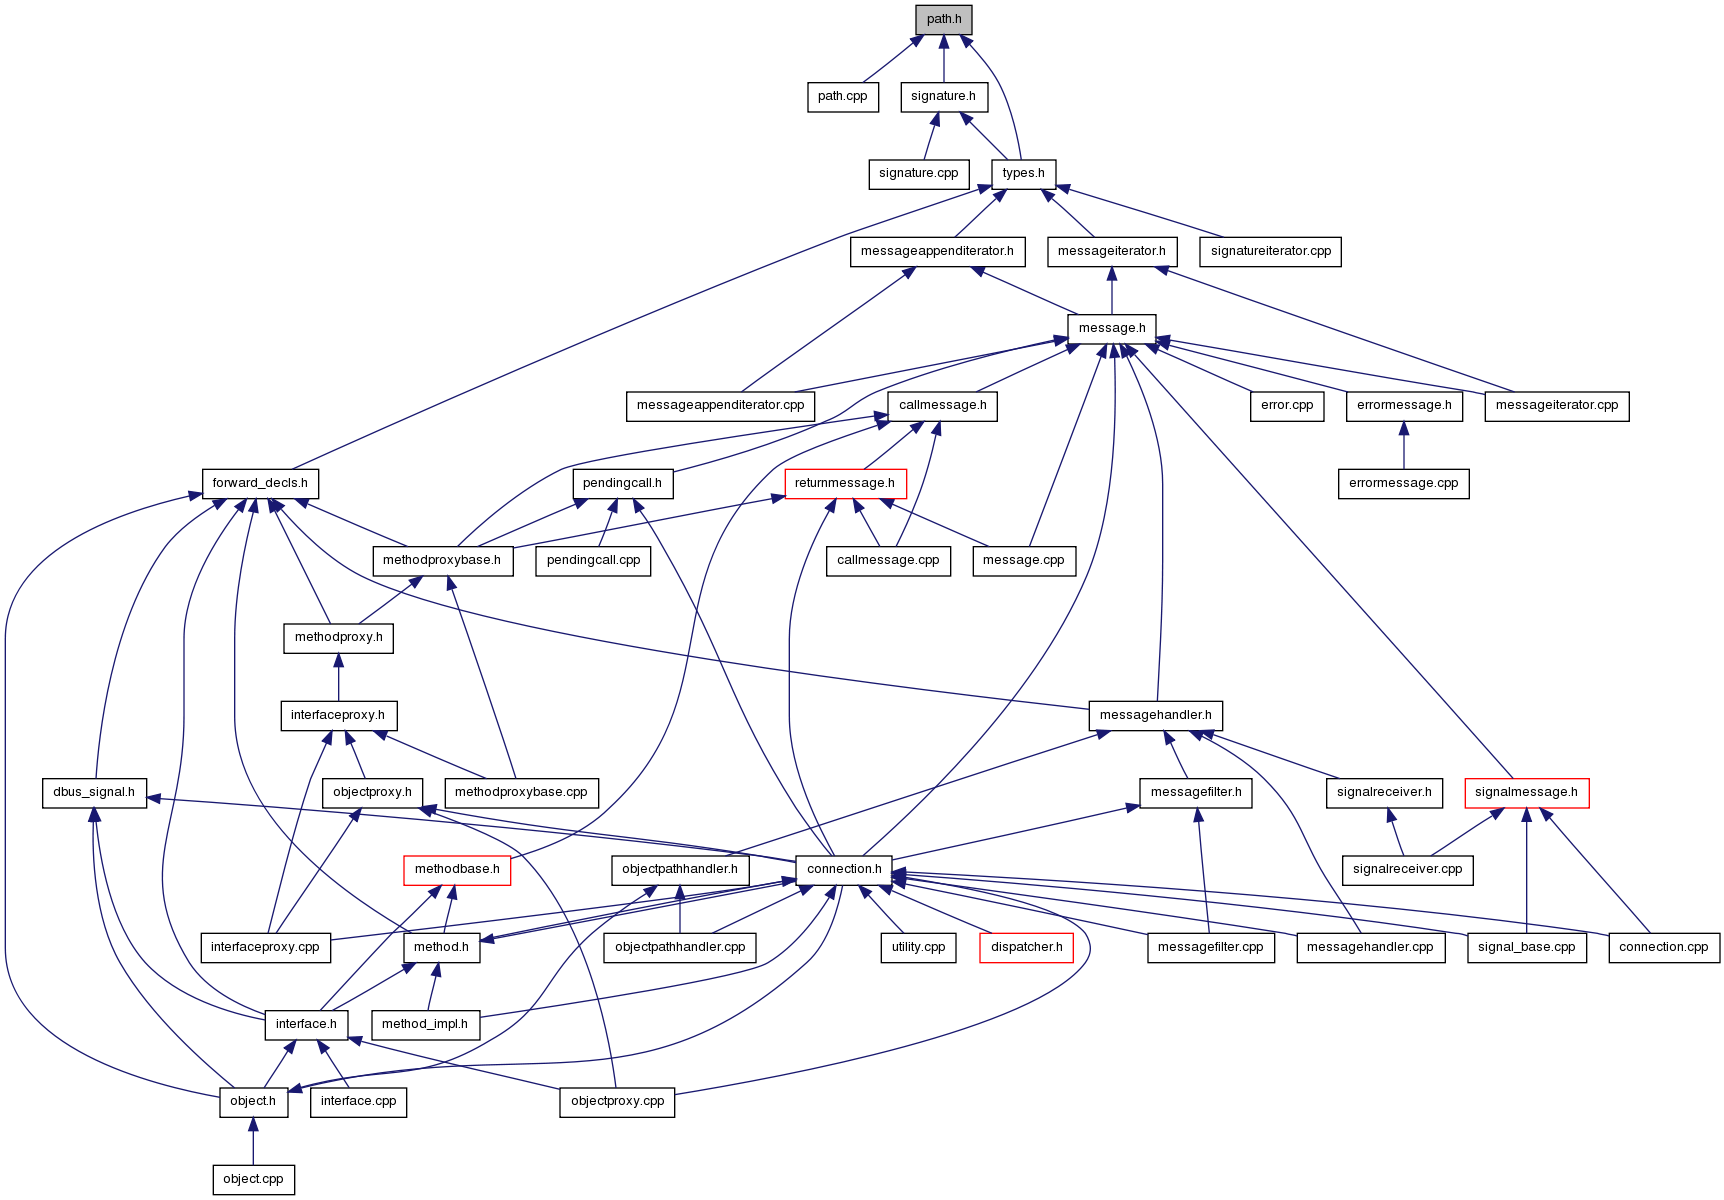 path.h
path.cpp
signature.h
signature.cpp
types.h
messageappenditerator.h
messageiterator.h
signatureiterator.cpp
message.h
messageappenditerator.cpp
callmessage.h
error.cpp
errormessage.h
messageiterator.cpp
forward_decls.h
pendingcall.h
returnmessage.h
errormessage.cpp
methodproxybase.h
pendingcall.cpp
callmessage.cpp
message.cpp
methodproxy.h
interfaceproxy.h
messagehandler.h
dbus_signal.h
objectproxy.h
methodproxybase.cpp
messagefilter.h
signalreceiver.h
signalmessage.h
methodbase.h
objectpathhandler.h
connection.h
signalreceiver.cpp
interfaceproxy.cpp
method.h
objectpathhandler.cpp
utility.cpp
dispatcher.h
messagefilter.cpp
messagehandler.cpp
signal_base.cpp
connection.cpp
interface.h
method_impl.h
object.h
interface.cpp
objectproxy.cpp
object.cpp